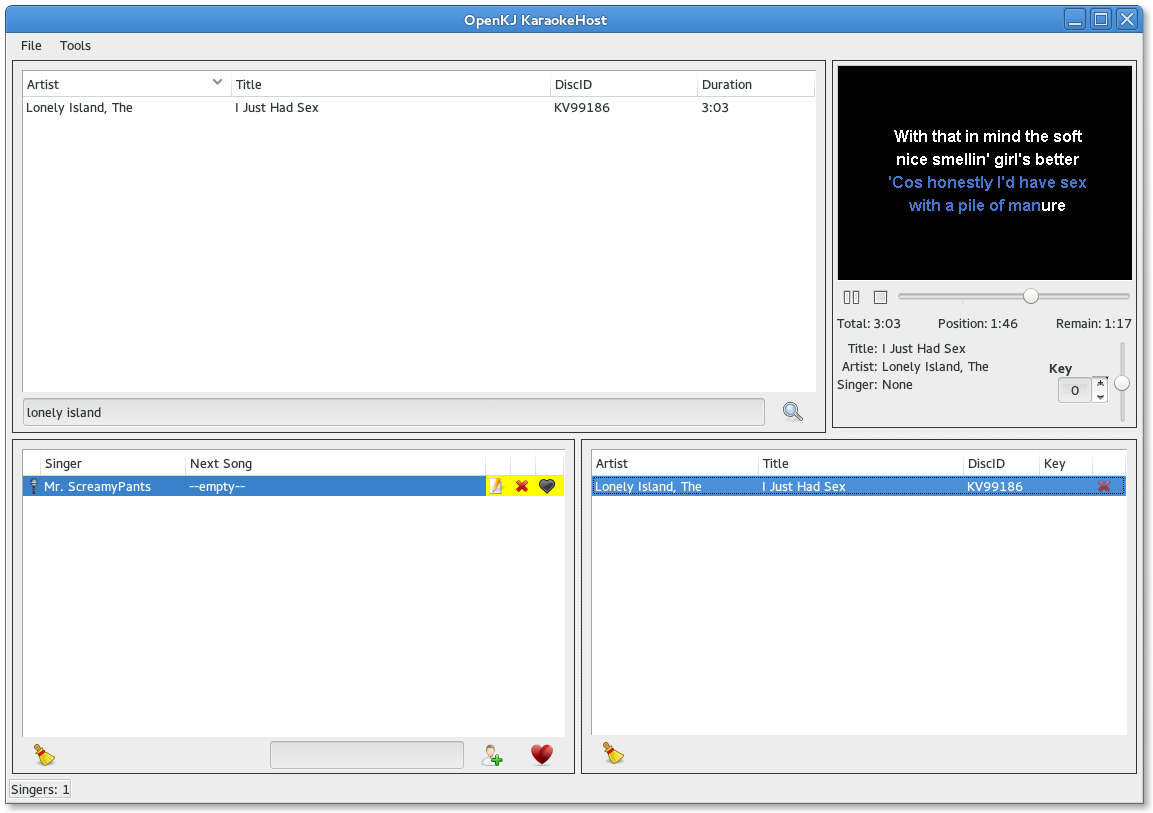 OpenKJ KaraokeHost
File Tools
Artist Title DiscID Duration
Lonely Island, The I Just Had Sex KV99186 3:03
lonely island
With that in mind the soft
nice smellin' girl's better
'Cos honestly I'd have sex
with a pile of manure
Total: 3:03 Position: 1:46 Remain: 1:17
Title: I Just Had Sex
Artist: Lonely Island, The
Singer: None
Key
0
Singer Next Song
Mr. ScreamyPants --empty--
Artist Title DiscID Key
Lonely Island, The I Just Had Sex KV99186
Singers: 1